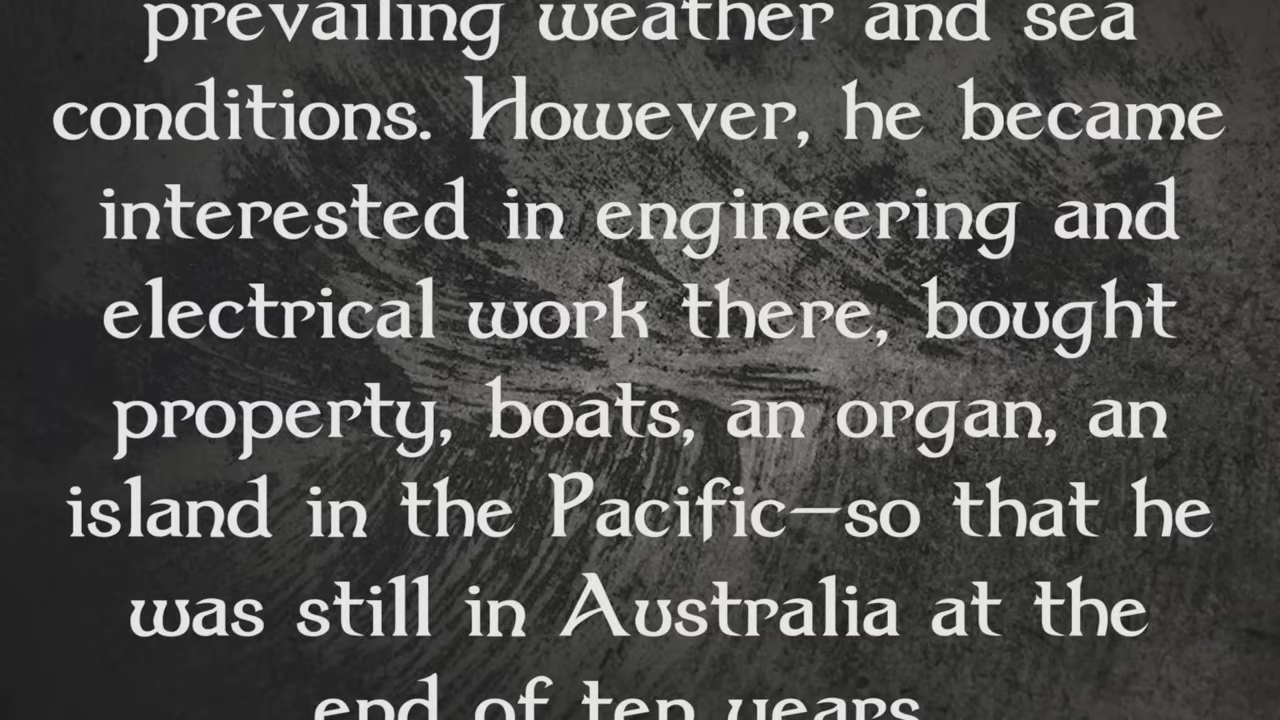 prevailing weather and sea
conditions. However, he became
interested in engineering and
electrical work there, bought
property, boats, an organ, an
island in the Pacific—so that he
was still in Australia at the
end of ten years